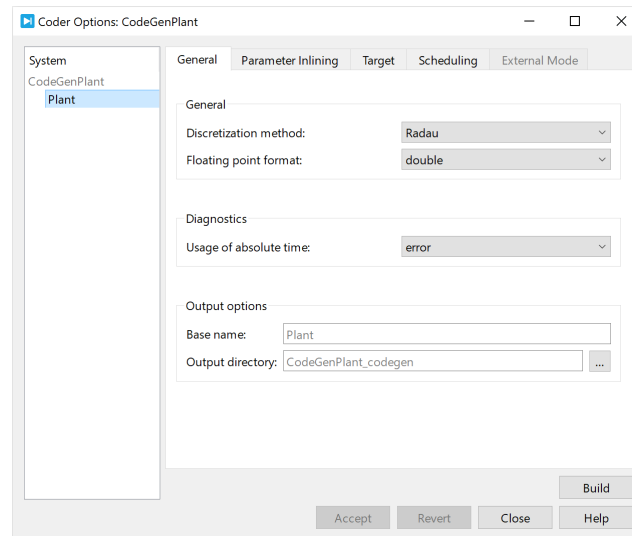 Coder Options: CodeGenPlant
System
CodeGenPlant
Plant
General Parameter Inlining Target Scheduling External Mode
General
Discretization method: Radau
Floating point format: double
Diagnostics
Usage of absolute time: error
Output options
Base name: Plant
Output directory: CodeGenPlant_codegen ...
Build
Accept Revert Close Help